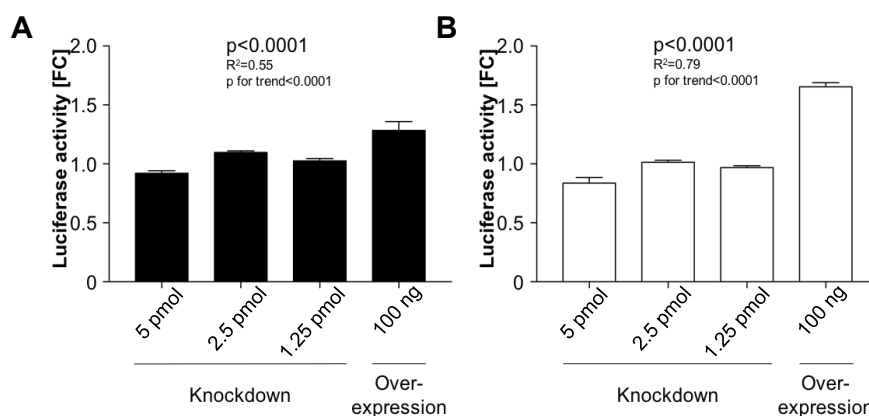 A
Luciferase activity [FC]
2.0
1.5
1.0
0.5
0
p<0.0001
R²=0.55
p for trend<0.0001
5 pmol
2.5 pmol
1.25 pmol
100 ng
Knockdown
Over-
expression
B
Luciferase activity [FC]
2.0
1.5
1.0
0.5
0
p<0.0001
R²=0.79
p for trend<0.0001
5 pmol
2.5 pmol
1.25 pmol
100 ng
Knockdown
Over-
expression